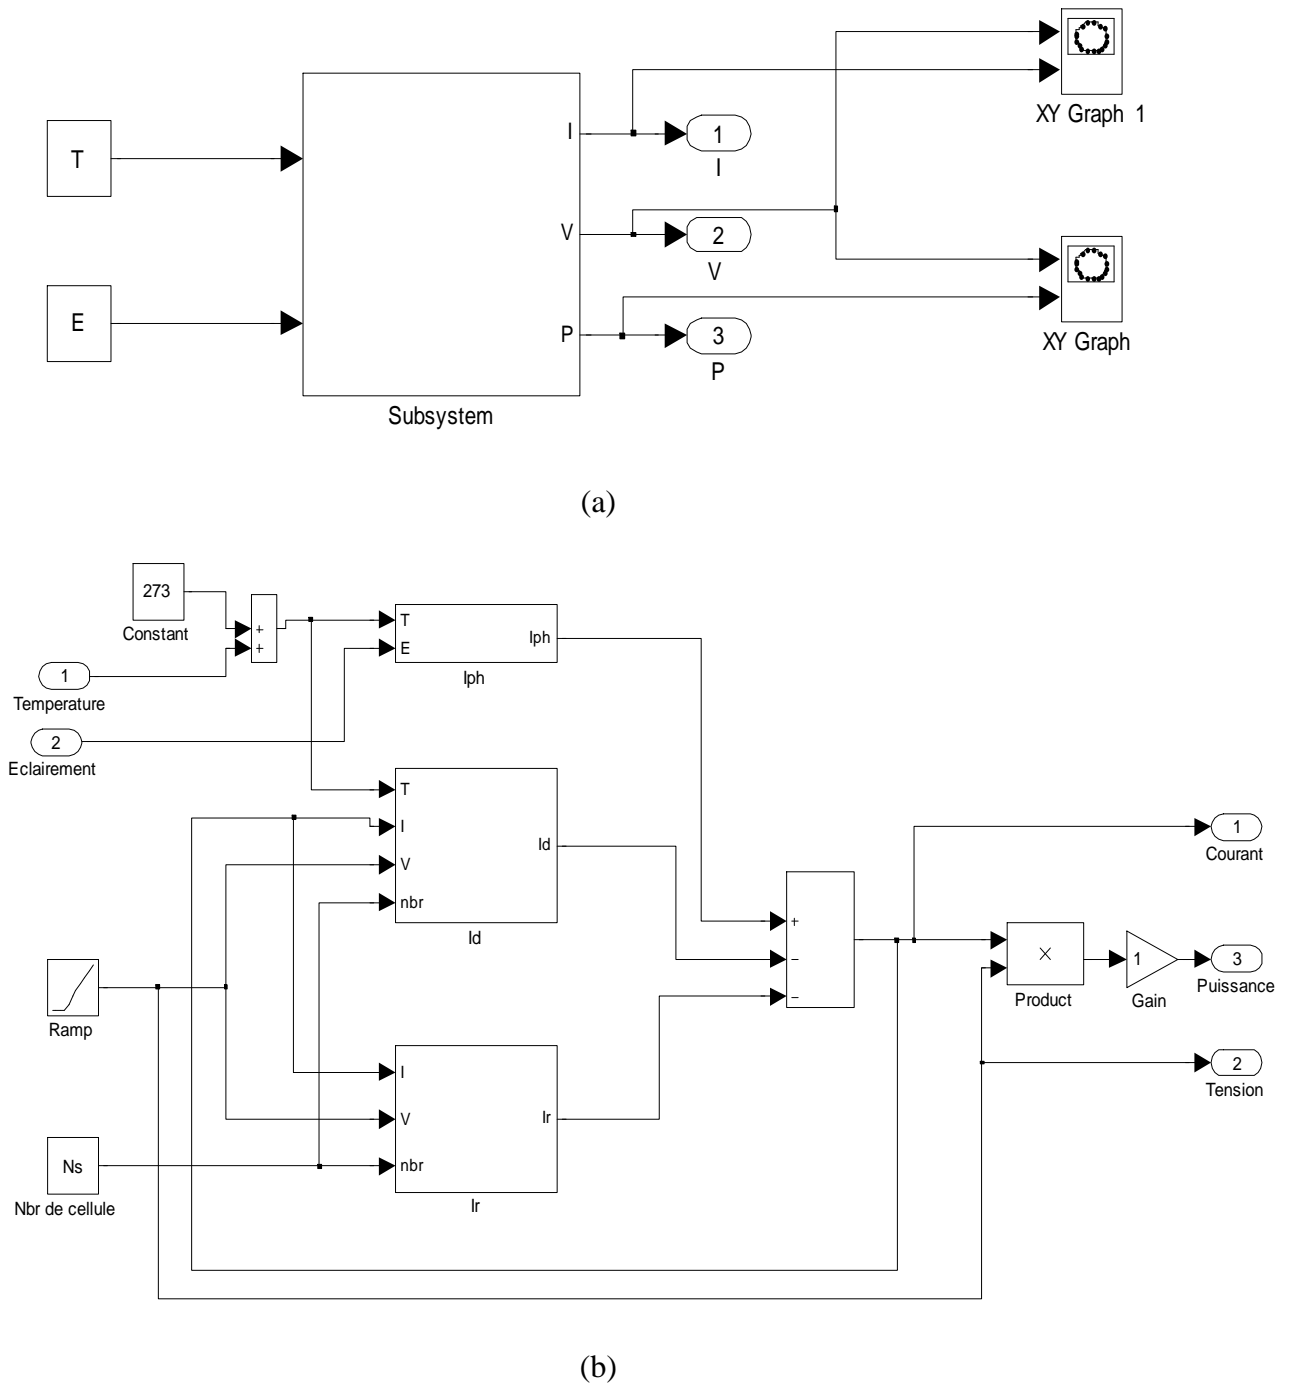 XY Graph 1
T
I
1
I
V
2
V
E
P
3
P
XY Graph
Subsystem
(a)
273
Constant
+
+
T
E
Iph
Iph
1
Temperature
2
Eclairement
T
I
V
nbr
Id
Id
1
Courant
+
−
−
×
Product
1
Gain
3
Puissance
Ramp
2
Tension
I
V
nbr
Ir
Ir
Ns
Nbr de cellule
(b)